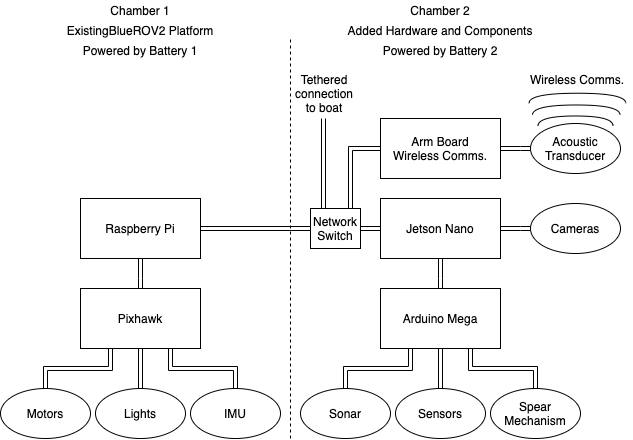 Chamber 1
ExistingBlueROV2 Platform
Powered by Battery 1
Chamber 2
Added Hardware and Components
Powered by Battery 2
Tethered
connection
to boat
Wireless Comms.
Arm Board
Wireless Comms.
Acoustic
Transducer
Raspberry Pi
Network
Switch
Jetson Nano
Cameras
Pixhawk
Arduino Mega
Motors
Lights
IMU
Sonar
Sensors
Spear
Mechanism